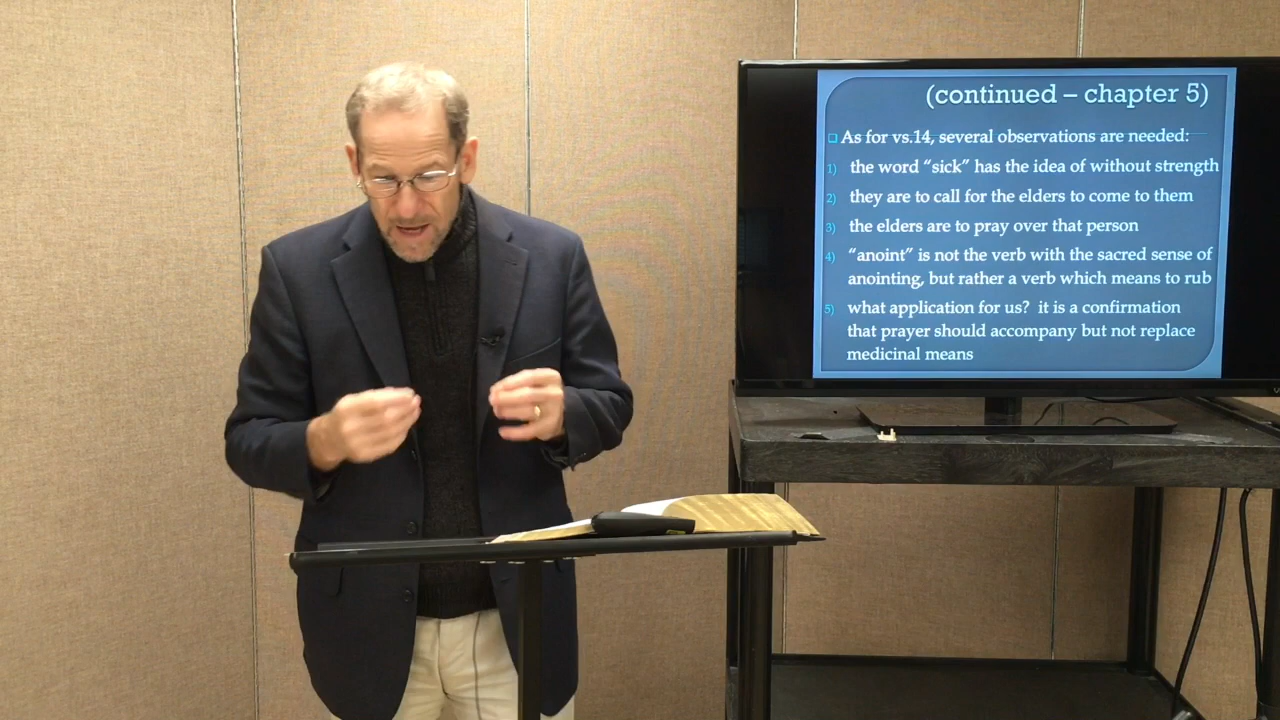 (continued – chapter 5)
As for vs.14, several observations are needed:
1) the word “sick” has the idea of without strength
2) they are to call for the elders to come to them
3) the elders are to pray over that person
4) “anoint” is not the verb with the sacred sense of
anointing, but rather a verb which means to rub
5) what application for us? it is a confirmation
that prayer should accompany but not replace
medicinal means